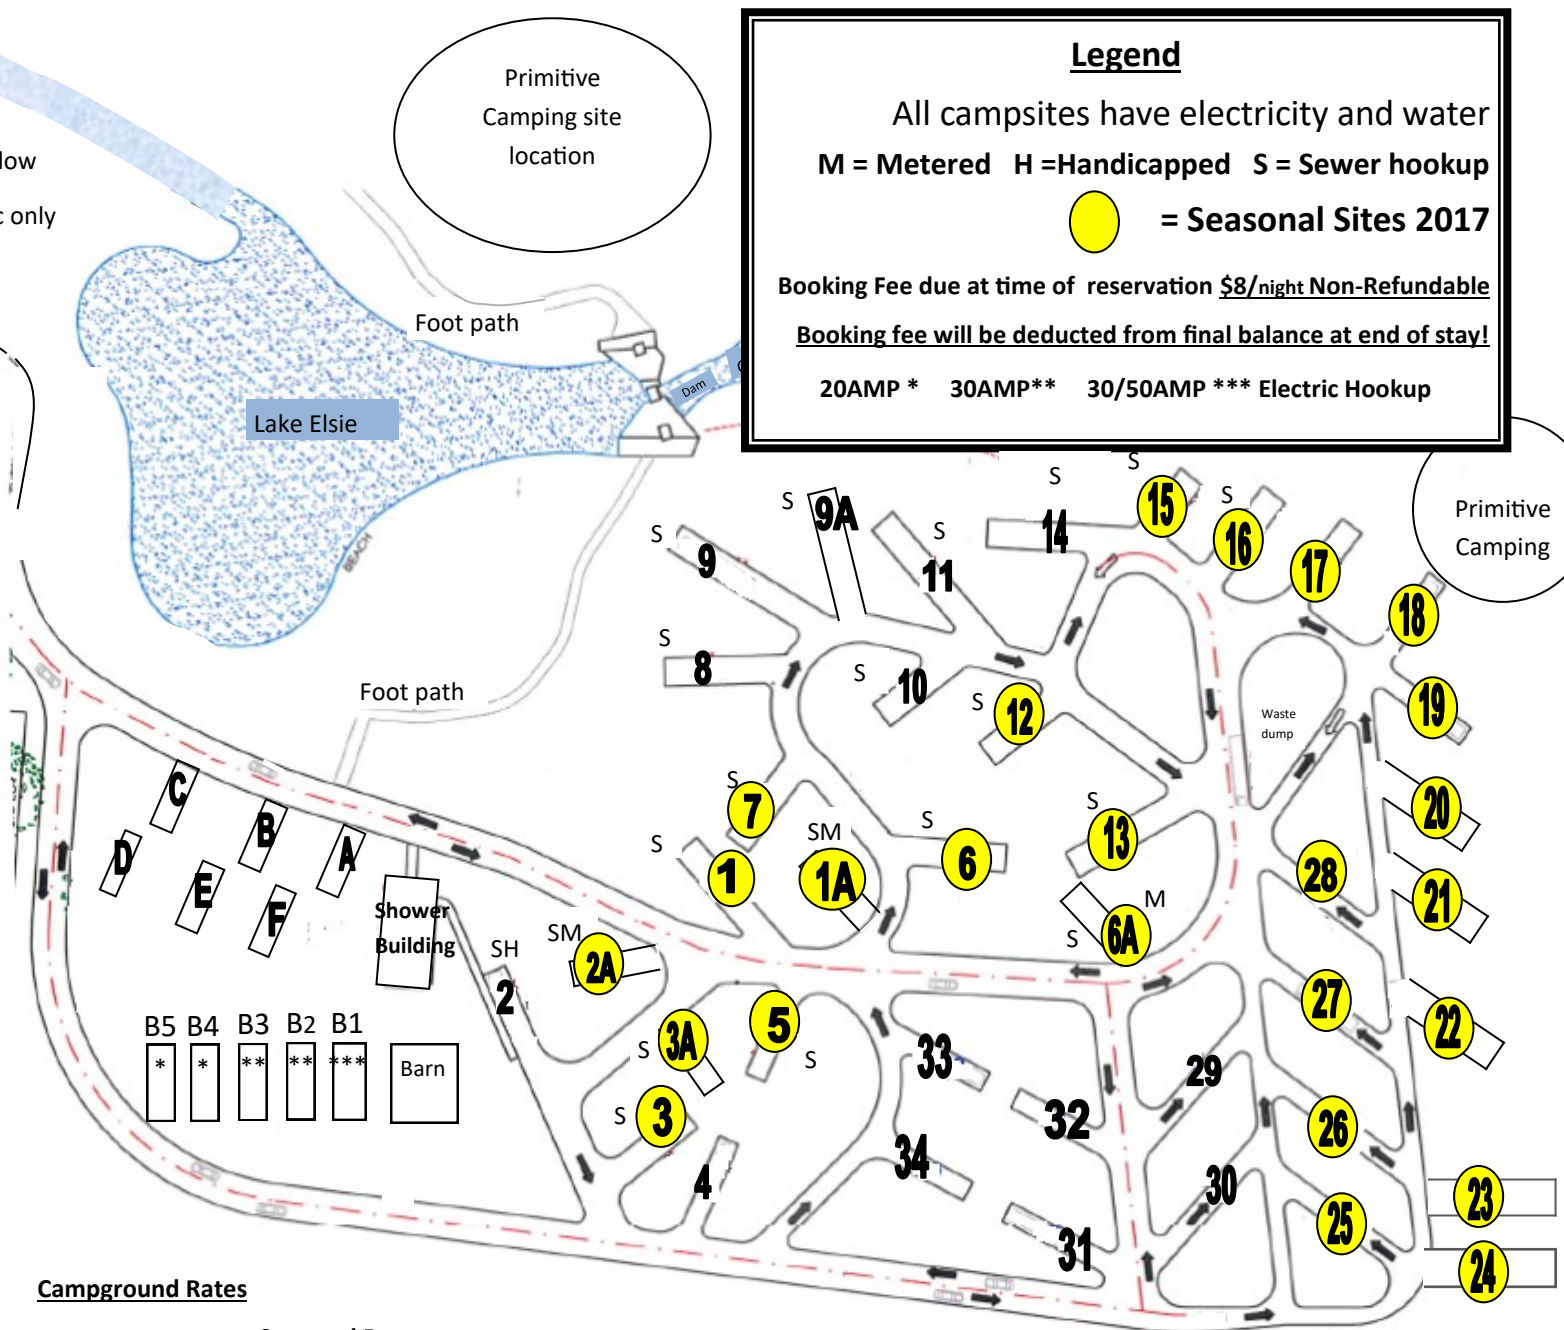 Legend
All campsites have electricity and water
M = Metered H =Handicapped S = Sewer hookup
= Seasonal Sites 2017
Booking Fee due at time of reservation $8/night Non-Refundable
Booking fee will be deducted from final balance at end of stay!
20AMP * 30AMP** 30/50AMP *** Electric Hookup
Primitive
Camping site
location
low
c only
Foot path
Dam
Lake Elsie
BEACH
Primitive
Camping
S
S
S
15
S
9A
S
14
16
S
9
11
17
18
S
8
S
10
S
12
19
Waste
dump
Foot path
C
B
A
D
E
F
S
7
S
1
SM
1A
S
6
S
13
20
28
21
M
6A
S
Shower
Building
SH
2
SM
2A
27
22
B5 B4 B3 B2 B1
* * ** ** ***
Barn
S
3A
5
S
33
29
S
3
32
26
4
34
30
23
25
31
24
Campground Rates